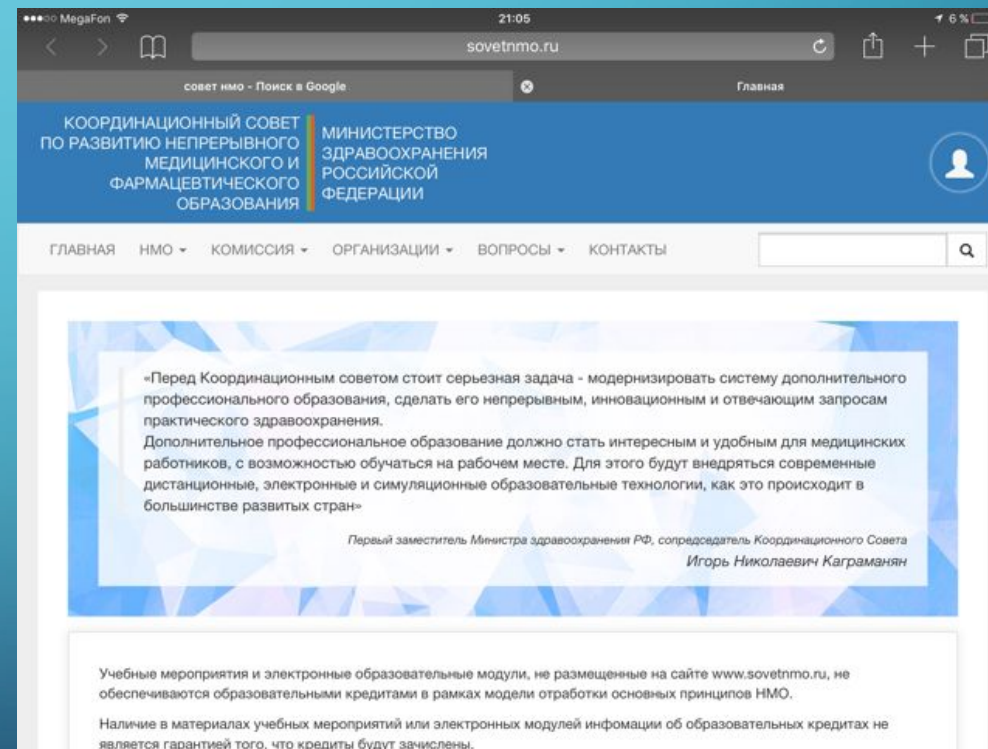 MegaFon 21:05 6 %
sovetnmo.ru
совет нмо - Поиск в Google Главная
КООРДИНАЦИОННЫЙ СОВЕТ
ПО РАЗВИТИЮ НЕПРЕРЫВНОГО
МЕДИЦИНСКОГО И
ФАРМАЦЕВТИЧЕСКОГО
ОБРАЗОВАНИЯ
МИНИСТЕРСТВО
ЗДРАВООХРАНЕНИЯ
РОССИЙСКОЙ
ФЕДЕРАЦИИ
ГЛАВНАЯ НМО КОМИССИЯ ОРГАНИЗАЦИИ ВОПРОСЫ КОНТАКТЫ
«Перед Координационным советом стоит серьезная задача - модернизировать систему дополнительного
профессионального образования, сделать его непрерывным, инновационным и отвечающим запросам
практического здравоохранения.
Дополнительное профессиональное образование должно стать интересным и удобным для медицинских
работников, с возможностью обучаться на рабочем месте. Для этого будут внедряться современные
дистанционные, электронные и симуляционные образовательные технологии, как это происходит в
большинстве развитых стран»
Первый заместитель Министра здравоохранения РФ, сопредседатель Координационного Совета
Игорь Николаевич Каграманян
Учебные мероприятия и электронные образовательные модули, не размещенные на сайте www.sovetnmo.ru, не
обеспечиваются образовательными кредитами в рамках модели отработки основных принципов НМО.
Наличие в материалах учебных мероприятий или электронных модулей инфомации об образовательных кредитах не
является гарантией того, что кредиты будут зачислены.